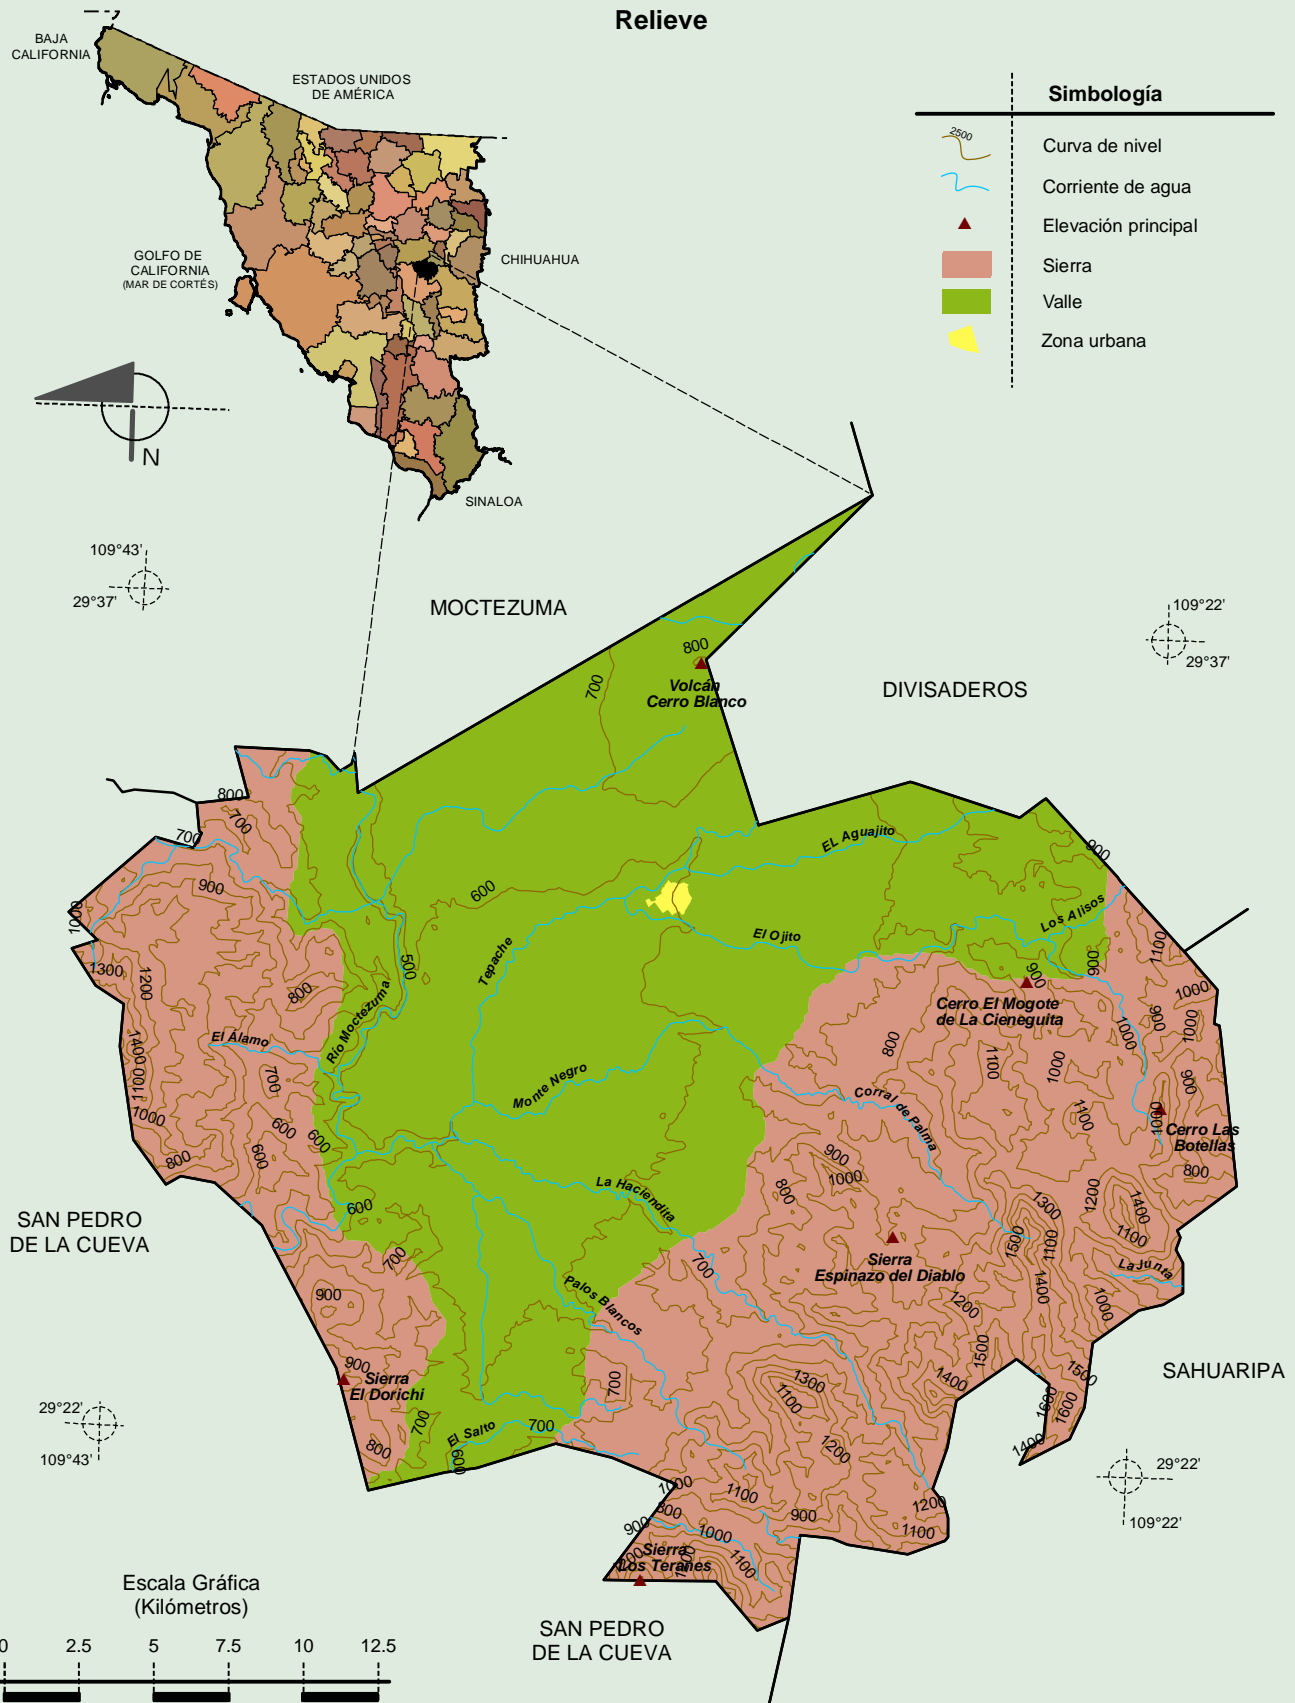 Relieve
BAJA
CALIFORNIA
ESTADOS UNIDOS
DE AMÉRICA
GOLFO DE
CALIFORNIA
(MAR DE CORTÉS)
CHIHUAHUA
SINALOA
N
Simbología
2500
Curva de nivel
Corriente de agua
Elevación principal
Sierra
Valle
Zona urbana
109°43'
29°37'
109°22'
29°37'
MOCTEZUMA
DIVISADEROS
800
700
Volcán
Cerro Blanco
800
700
700
EL Aguajito
900
900
600
1000
Los Alisos
El Ojito
Tepache
500
1300
1200
800
Río Moctezuma
900
900
1100
1000
Cerro El Mogote
de La Cieneguita
El Álamo
1400
1100
700
1000
800
1100
1000
1000
900
1000
900
Monte Negro
Corral de Palma
1100
1000
Cerro Las
Botellas
600
600
600
800
900
1000
800
800
La Haciendita
1200
1300
1400
1100
600
SAN PEDRO
DE LA CUEVA
700
700
1500
1100
Sierra
Espinazo del Diablo
La Junta
900
Palos Blancos
1400
1000
1200
1500
900
Sierra
El Dorichi
700
1300
1100
1400
1500
1600
1600
SAHUARIPA
29°22'
109°43'
700
El Salto
700
800
600
1200
1400
29°22'
109°22'
1000
1100
800
900
900
1200
1100
1000
Sierra
Los Teranes
1100
Escala Gráfica
(Kilómetros)
0 2.5 5 7.5 10 12.5
SAN PEDRO
DE LA CUEVA